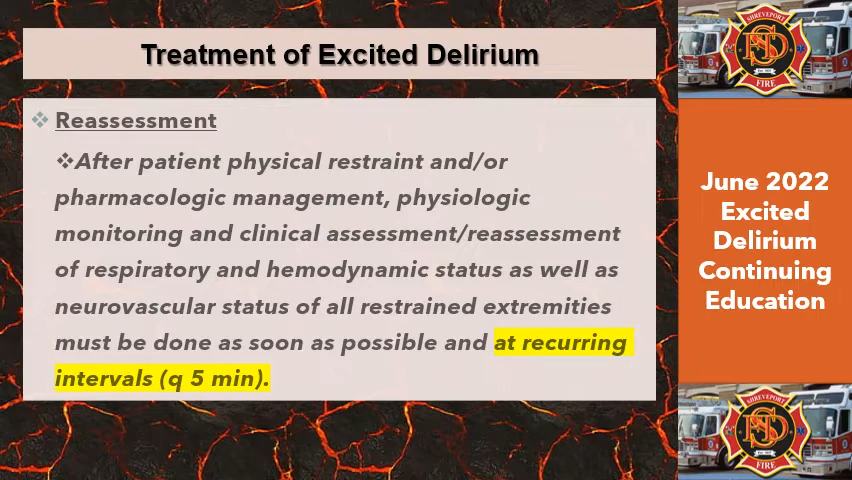 Treatment of Excited Delirium
Reassessment
After patient physical restraint and/or
pharmacologic management, physiologic
monitoring and clinical assessment/reassessment
of respiratory and hemodynamic status as well as
neurovascular status of all restrained extremities
must be done as soon as possible and at recurring
intervals (q 5 min).
SHREVEPORT
FIRE
June 2022
Excited
Delirium
Continuing
Education
SHREVEPORT
FIRE